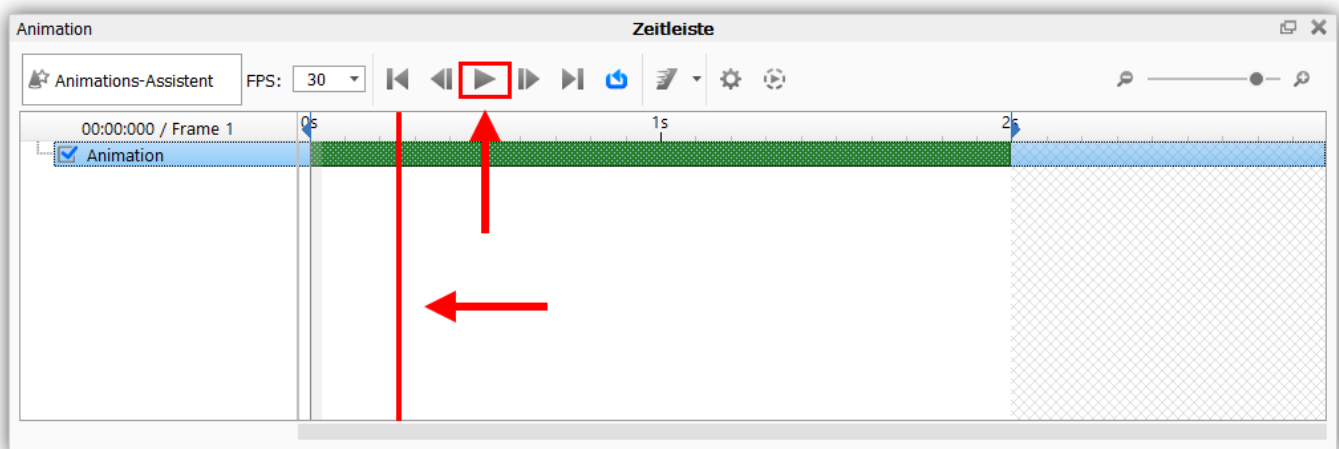 Animation
Zeitleiste
Animations-Assistent FPS: 30
00:00:000 / Frame 1 0s 1s 2s
Animation